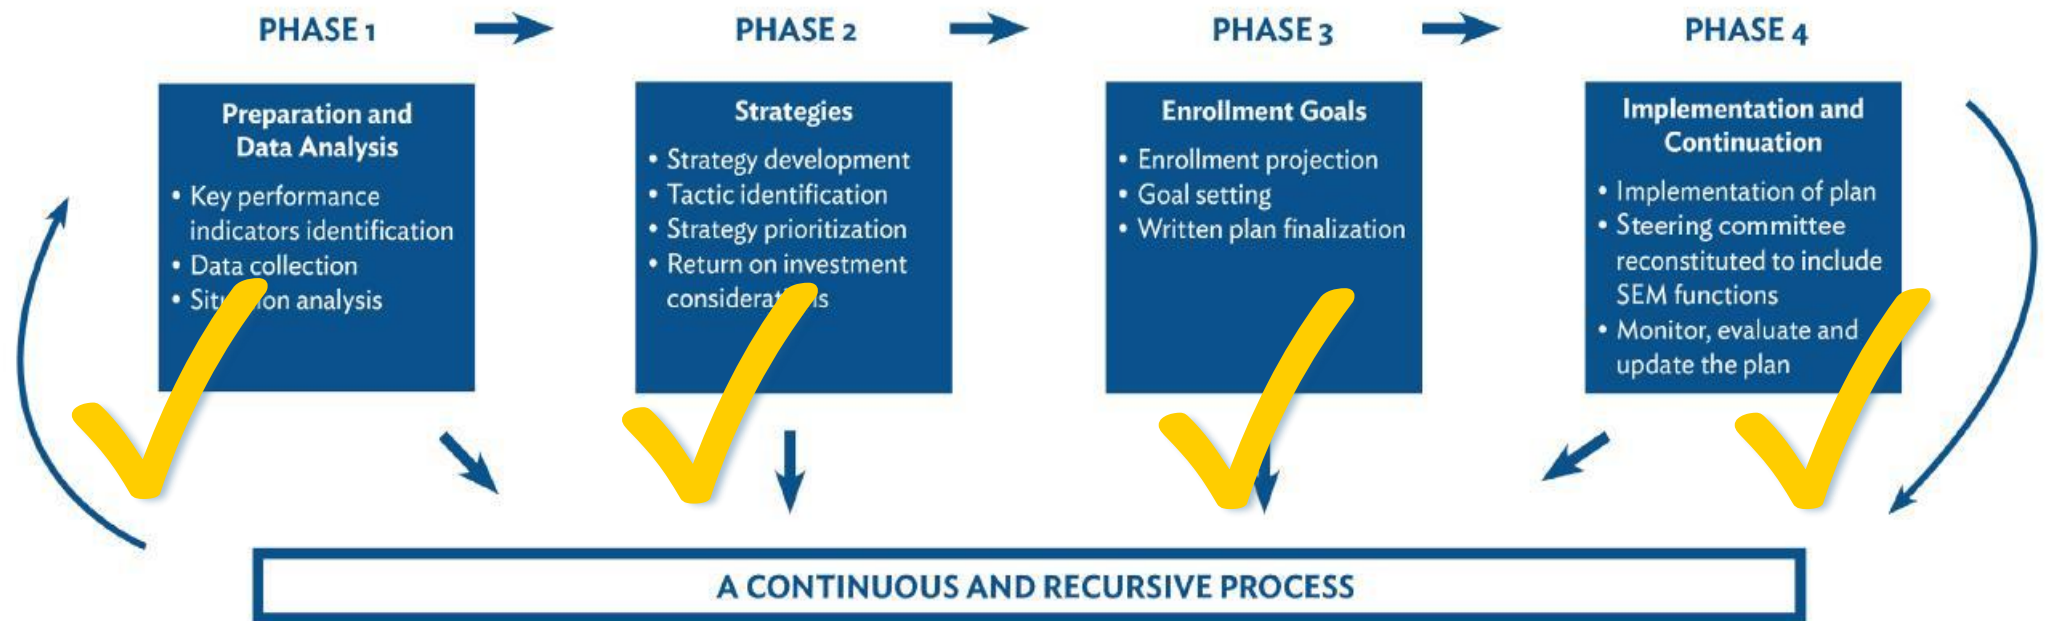 PHASE 1
Preparation and
Data Analysis
• Key performance
indicators identification
• Data collection
• Situation analysis
PHASE 2
Strategies
• Strategy development
• Tactic identification
• Strategy prioritization
• Return on investment
considerations
PHASE 3
Enrollment Goals
• Enrollment projection
• Goal setting
• Written plan finalization
PHASE 4
Implementation and
Continuation
• Implementation of plan
• Steering committee
reconstituted to include
SEM functions
• Monitor, evaluate and
update the plan
A CONTINUOUS AND RECURSIVE PROCESS